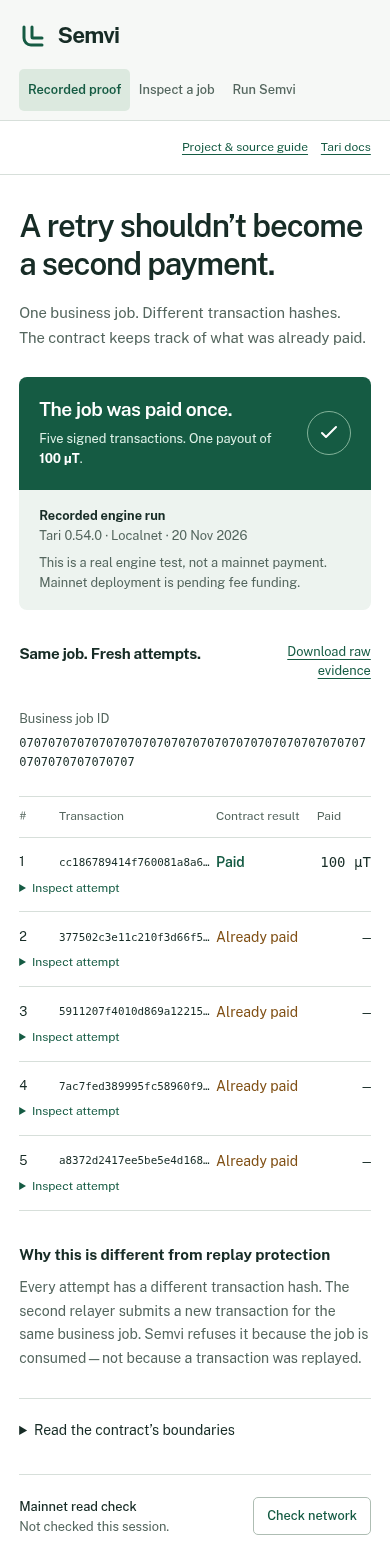 Semvi
Recorded proof Inspect a job Run Semvi
Project & source guide Tari docs
A retry shouldn’t become
a second payment.
One business job. Different transaction hashes.
The contract keeps track of what was already paid.
The job was paid once.
Five signed transactions. One payout of
100 µT.
Recorded engine run
Tari 0.54.0 · Localnet · 20 Nov 2026
This is a real engine test, not a mainnet payment.
Mainnet deployment is pending fee funding.
Same job. Fresh attempts.
Download raw
evidence
Business job ID
070707070707070707070707070707070707070707070707
0707070707070707
# Transaction Contract result Paid
1 cc186789414f760081a8a6… Paid 100 µT
▶ Inspect attempt
2 377502c3e11c210f3d66f5… Already paid —
▶ Inspect attempt
3 5911207f4010d869a12215… Already paid —
▶ Inspect attempt
4 7ac7fed389995fc58960f9… Already paid —
▶ Inspect attempt
5 a8372d2417ee5be5e4d168… Already paid —
▶ Inspect attempt
Why this is different from replay protection
Every attempt has a different transaction hash. The
second relayer submits a new transaction for the
same business job. Semvi refuses it because the job is
consumed—not because a transaction was replayed.
▶ Read the contract’s boundaries
Mainnet read check
Not checked this session.
Check network